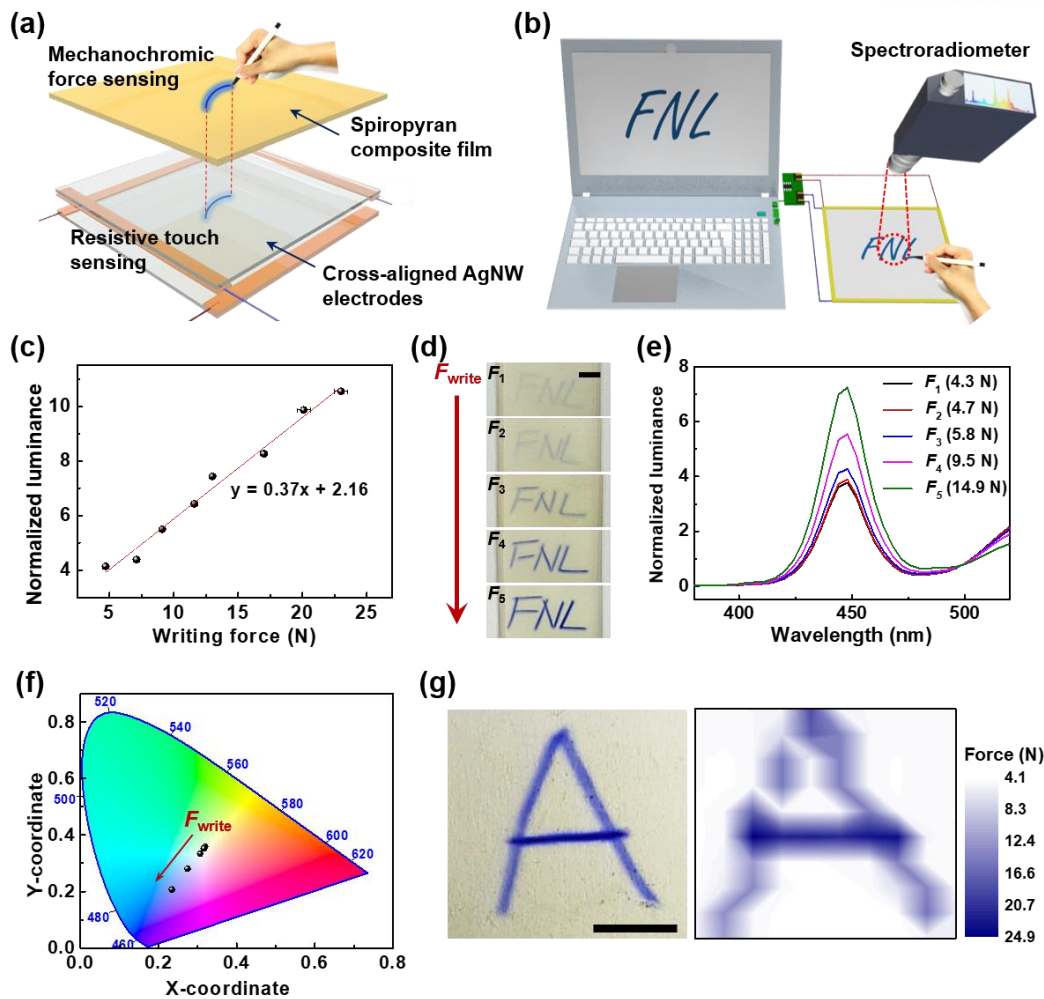 (a)
Mechanochromic
force sensing
Spiropyran
composite film
Resistive touch
sensing
Cross-aligned AgNW
electrodes
(b)
Spectroradiometer
FNL
FNL
(c)
Normalized luminance
10
8
6
4
y = 0.37x + 2.16
5 10 15 20 25
Writing force (N)
(d)
Fwrite
F1
FNL
F2
FNL
F3
FNL
F4
FNL
F5
FNL
(e)
Normalized luminance
8
6
4
2
0
F1 (4.3 N)
F2 (4.7 N)
F3 (5.8 N)
F4 (9.5 N)
F5 (14.9 N)
400 450 500
Wavelength (nm)
(f)
Y-coordinate
0.8
0.6
0.4
0.2
0.0
520
540
560
580
600
620
500
480
460
Fwrite
0.0 0.2 0.4 0.6 0.8
X-coordinate
(g)
A
A
Force (N)
4.1
8.3
12.4
16.6
20.7
24.9